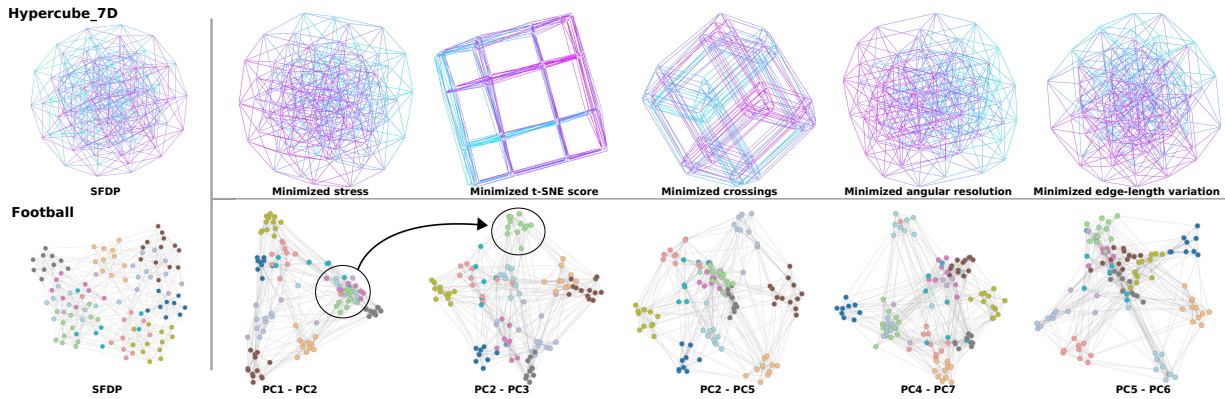 Hypercube_7D
SFDP
Minimized stress
Minimized t-SNE score
Minimized crossings
Minimized angular resolution
Minimized edge-length variation
Football
SFDP
PC1 - PC2
PC2 - PC3
PC2 - PC5
PC4 - PC7
PC5 - PC6